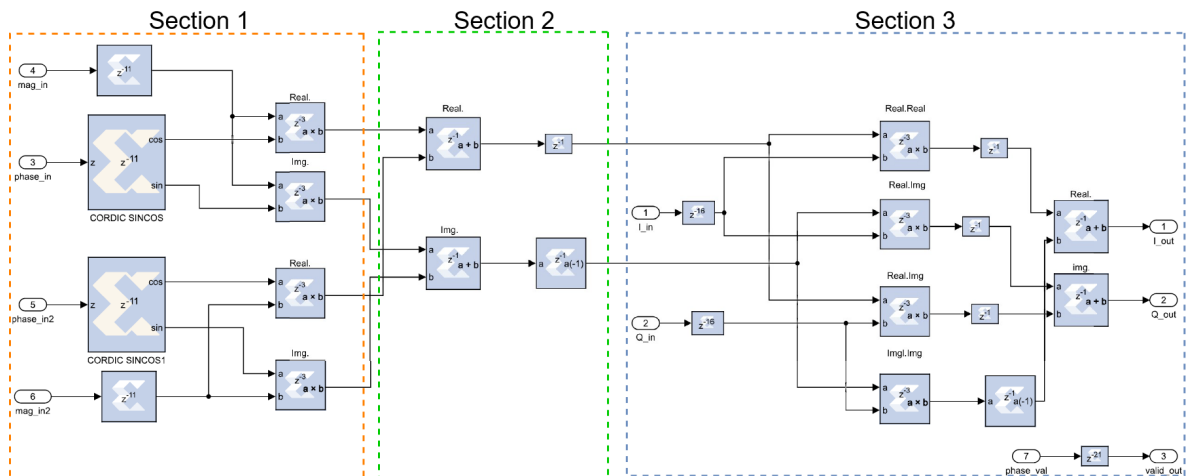 Section 1
Section 2
Section 3
4
mag_in
z-11
Real.
a
b
z-3
a × b
3
phase_in
z
z-11
cos
sin
CORDIC SINCOS
Img.
a
b
z-3
a × b
5
phase_in2
z
z-11
cos
sin
CORDIC SINCOS1
Real.
a
b
z-3
a × b
6
mag_in2
z-11
Img.
a
b
z-3
a × b
Real.
a
b
z-1
a + b
z-1
Img.
a
b
z-1
a + b
a
z-1
a(-1)
Real.Real
a
b
z-3
a × b
z-1
1
I_in
z-16
Real.Img
a
b
z-3
a × b
z-1
2
Q_in
z-16
Real.Img
a
b
z-3
a × b
z-1
Imgl.Img
a
b
z-3
a × b
a
z-1
a(-1)
Real.
a
b
z-1
a + b
1
I_out
img.
a
b
z-1
a + b
2
Q_out
7
phase_val
z-21
3
valid_out